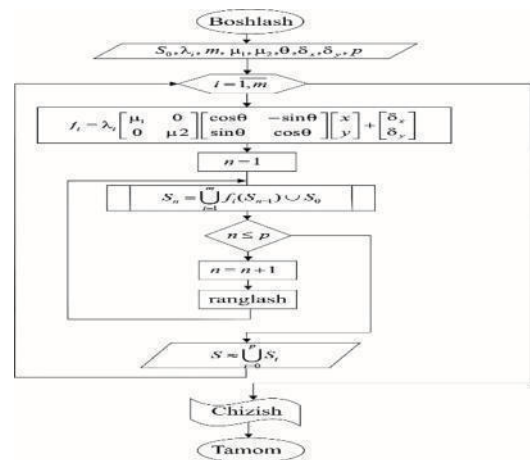 Boshlash
S₀, λᵢ, m, μ₁, μ₂, θ, δₓ, δᵧ, p
i = 1, m
fᵢ = λᵢ [μ₁ 0; 0 μ2] [cosθ −sinθ; sinθ cosθ] [x; y] + [δₓ; δᵧ]
n=1
Sₙ = ⋃ᵢ₌₁ᵐ fᵢ(Sₙ₋₁) ∪ S₀
n ≤ p
n = n+1
ranglash
S ≈ ⋃ᵖ Sᵢ
Chizish
Tamom